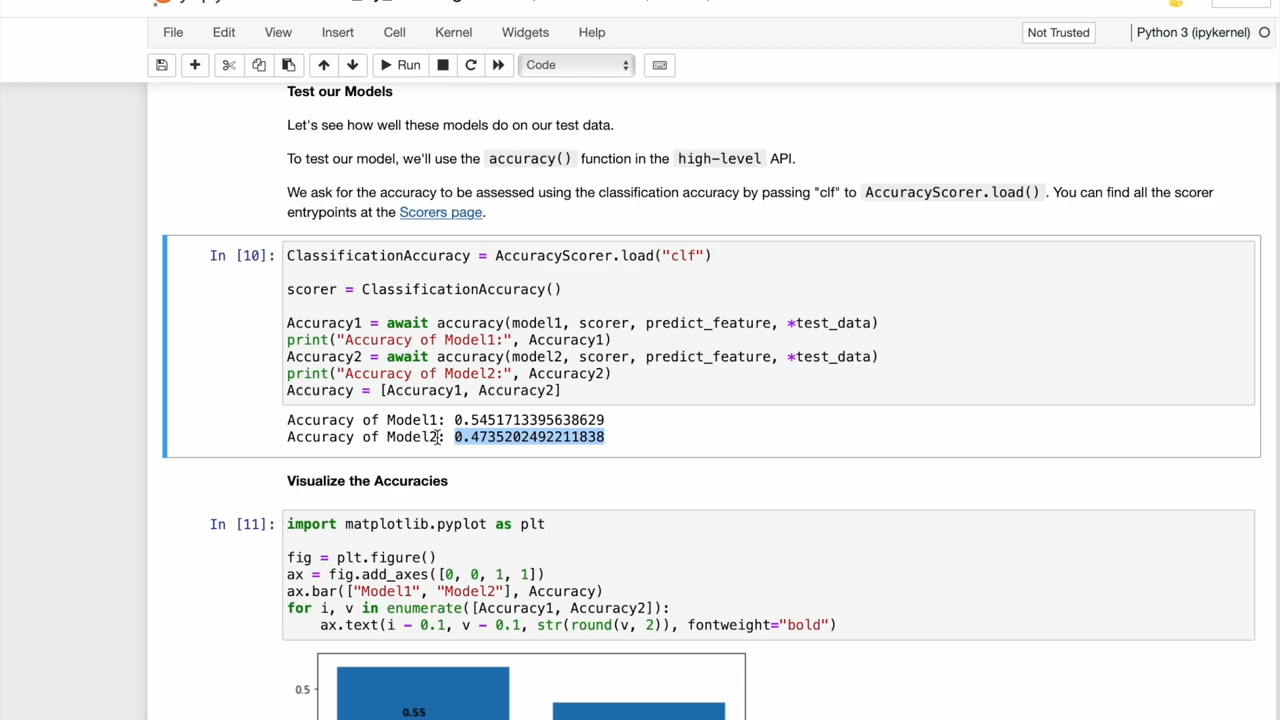 File Edit View Insert Cell Kernel Widgets Help Not Trusted Python 3 (ipykernel)
Run Code
Test our Models
Let's see how well these models do on our test data.
To test our model, we'll use the accuracy() function in the high-level API.
We ask for the accuracy to be assessed using the classification accuracy by passing "clf" to AccuracyScorer.load() . You can find all the scorer
entrypoints at the Scorers page.
In [10]: ClassificationAccuracy = AccuracyScorer.load("clf")
scorer = ClassificationAccuracy()
Accuracy1 = await accuracy(model1, scorer, predict_feature, *test_data)
print("Accuracy of Model1:", Accuracy1)
Accuracy2 = await accuracy(model2, scorer, predict_feature, *test_data)
print("Accuracy of Model2:", Accuracy2)
Accuracy = [Accuracy1, Accuracy2]
Accuracy of Model1: 0.5451713395638629
Accuracy of Model2: 0.4735202492211838
Visualize the Accuracies
In [11]: import matplotlib.pyplot as plt
fig = plt.figure()
ax = fig.add_axes([0, 0, 1, 1])
ax.bar(["Model1", "Model2"], Accuracy)
for i, v in enumerate([Accuracy1, Accuracy2]):
ax.text(i - 0.1, v - 0.1, str(round(v, 2)), fontweight="bold")
0.5
0.55